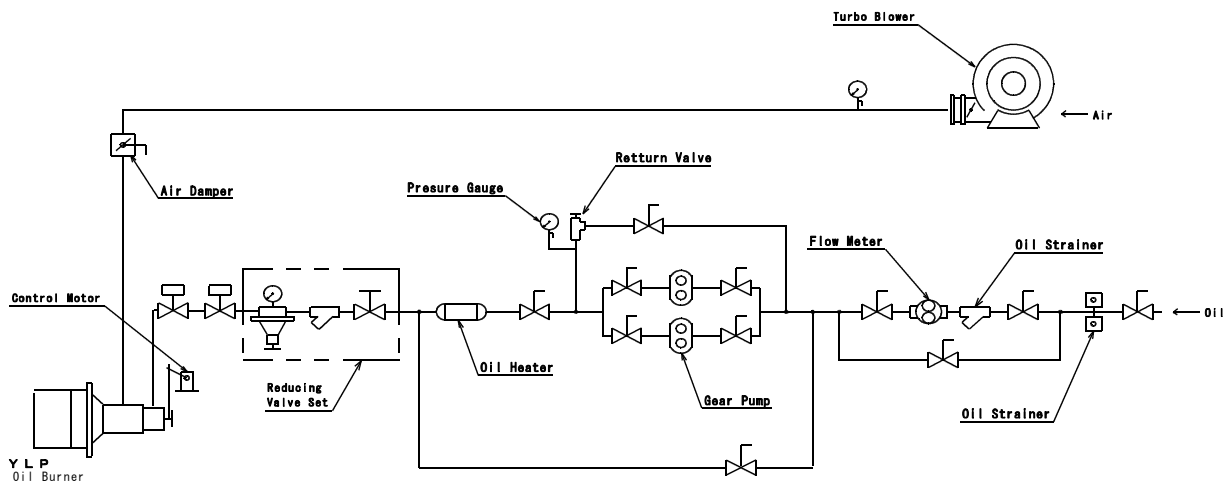 Turbo Blower
Air
Air Damper
Retturn Valve
Presure Gauge
Flow Meter
Oil Strainer
Control Motor
Oil
Oil Heater
Reducing
Valve Set
Gear Pump
Oil Strainer
YLP
Oil Burner